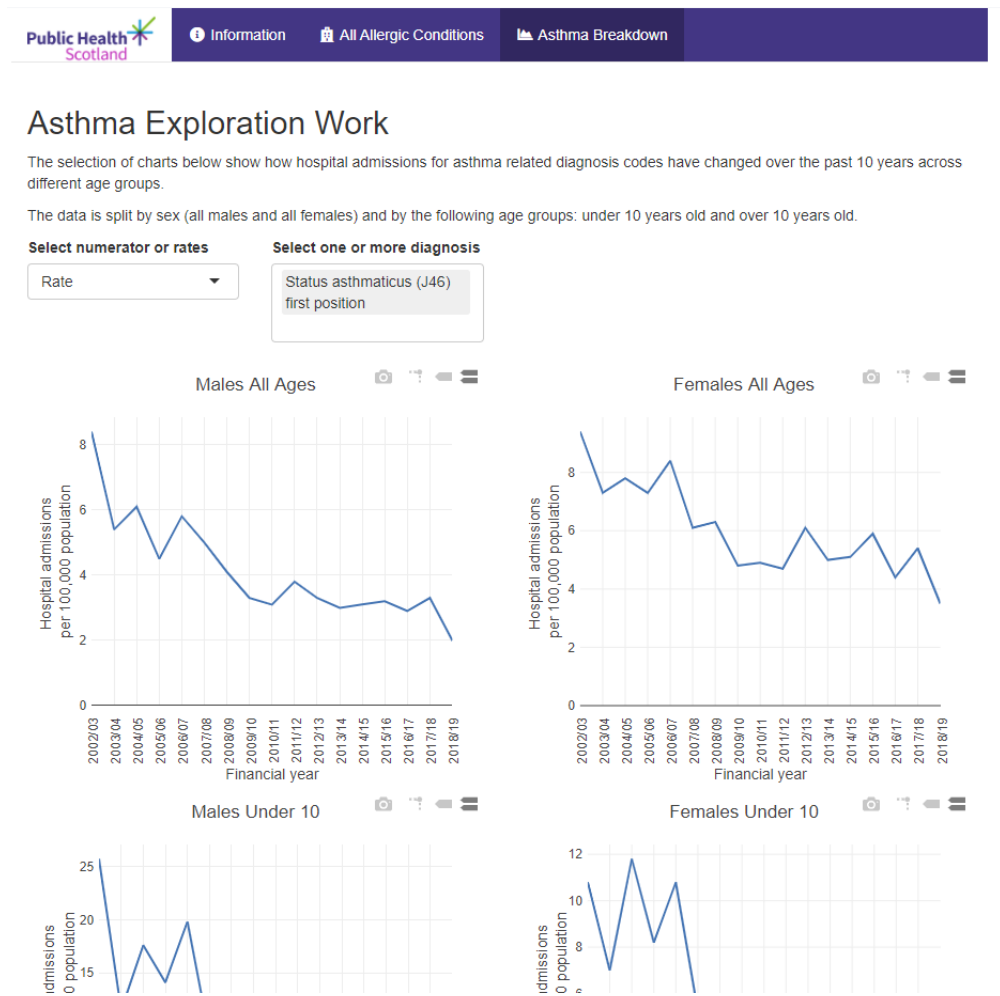 Public Health
Scotland
Information
All Allergic Conditions
Asthma Breakdown
Asthma Exploration Work
The selection of charts below show how hospital admissions for asthma related diagnosis codes have changed over the past 10 years across
different age groups.
The data is split by sex (all males and all females) and by the following age groups: under 10 years old and over 10 years old.
Select numerator or rates
Select one or more diagnosis
Rate
Status asthmaticus (J46)
first position
Males All Ages
8
6
4
2
0
Hospital admissions
per 100,000 population
2002/03
2003/04
2004/05
2005/06
2006/07
2007/08
2008/09
2009/10
2010/11
2011/12
2012/13
2013/14
2014/15
2015/16
2016/17
2017/18
2018/19
Financial year
Females All Ages
8
6
4
2
0
Hospital admissions
per 100,000 population
2002/03
2003/04
2004/05
2005/06
2006/07
2007/08
2008/09
2009/10
2010/11
2011/12
2012/13
2013/14
2014/15
2015/16
2016/17
2017/18
2018/19
Financial year
Males Under 10
25
20
15
population
Females Under 10
12
10
8
population